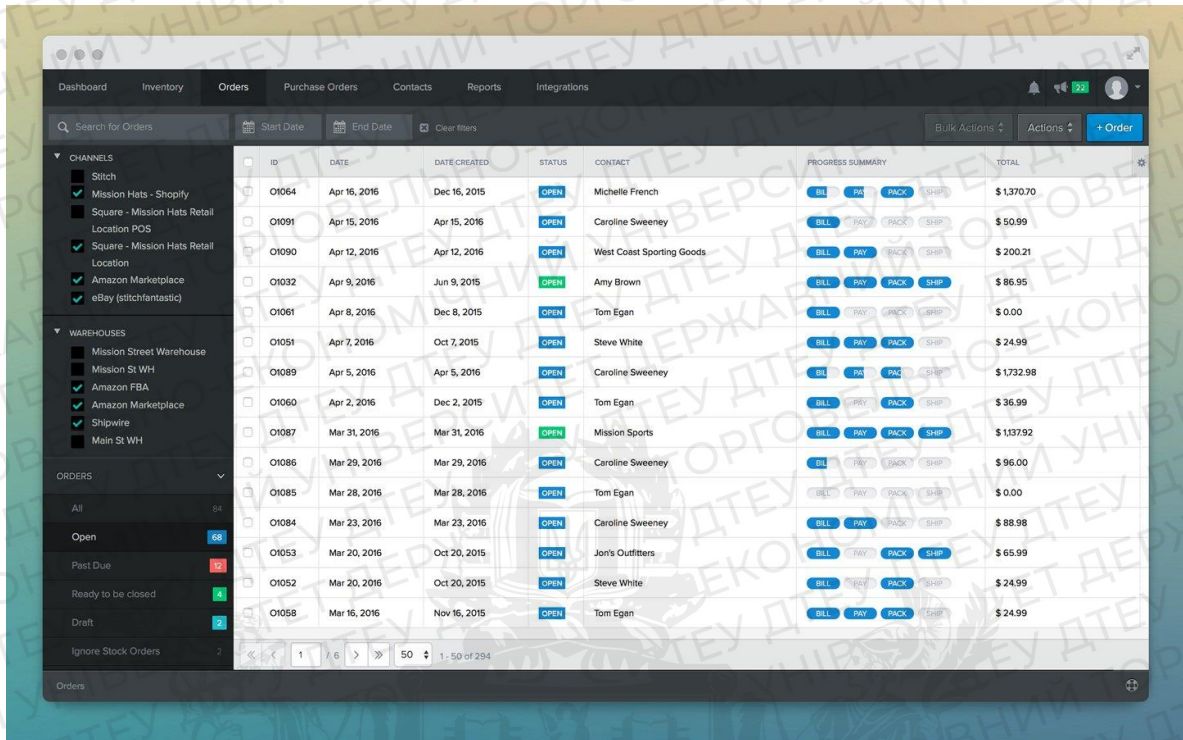 Dashboard Inventory Orders Purchase Orders Contacts Reports Integrations 22
Search for Orders Start Date End Date Clear filters Bulk Actions Actions + Order
CHANNELS
Stitch
Mission Hats - Shopify
Square - Mission Hats Retail
Location POS
Square - Mission Hats Retail
Location
Amazon Marketplace
eBay (stitchfantastic)
WAREHOUSES
Mission Street Warehouse
Mission St WH
Amazon FBA
Amazon Marketplace
Shipwire
Main St WH
ORDERS
All 84
Open 68
Past Due 12
Ready to be closed 4
Draft 2
Ignore Stock Orders 2
ID DATE DATE CREATED STATUS CONTACT PROGRESS SUMMARY TOTAL
O1064 Apr 16, 2016 Dec 16, 2015 OPEN Michelle French BILL PAY PACK SHIP $ 1,370.70
O1091 Apr 15, 2016 Apr 15, 2016 OPEN Caroline Sweeney BILL PAY PACK SHIP $ 50.99
O1090 Apr 12, 2016 Apr 12, 2016 OPEN West Coast Sporting Goods BILL PAY PACK SHIP $ 200.21
O1032 Apr 9, 2016 Jun 9, 2015 OPEN Amy Brown BILL PAY PACK SHIP $ 86.95
O1061 Apr 8, 2016 Dec 8, 2015 OPEN Tom Egan BILL PAY PACK SHIP $ 0.00
O1051 Apr 7, 2016 Oct 7, 2015 OPEN Steve White BILL PAY PACK SHIP $ 24.99
O1089 Apr 5, 2016 Apr 5, 2016 OPEN Caroline Sweeney BILL PAY PACK SHIP $ 1,732.98
O1060 Apr 2, 2016 Dec 2, 2015 OPEN Tom Egan BILL PAY PACK SHIP $ 36.99
O1087 Mar 31, 2016 Mar 31, 2016 OPEN Mission Sports BILL PAY PACK SHIP $ 1,137.92
O1086 Mar 29, 2016 Mar 29, 2016 OPEN Caroline Sweeney BILL PAY PACK SHIP $ 96.00
O1085 Mar 28, 2016 Mar 28, 2016 OPEN Tom Egan BILL PAY PACK SHIP $ 0.00
O1084 Mar 23, 2016 Mar 23, 2016 OPEN Caroline Sweeney BILL PAY PACK SHIP $ 88.98
O1053 Mar 20, 2016 Oct 20, 2015 OPEN Jon's Outfitters BILL PAY PACK SHIP $ 65.99
O1052 Mar 20, 2016 Oct 20, 2015 OPEN Steve White BILL PAY PACK SHIP $ 24.99
O1058 Mar 16, 2016 Nov 16, 2015 OPEN Tom Egan BILL PAY PACK SHIP $ 24.99
1 / 6 50 1 - 50 of 294
Orders